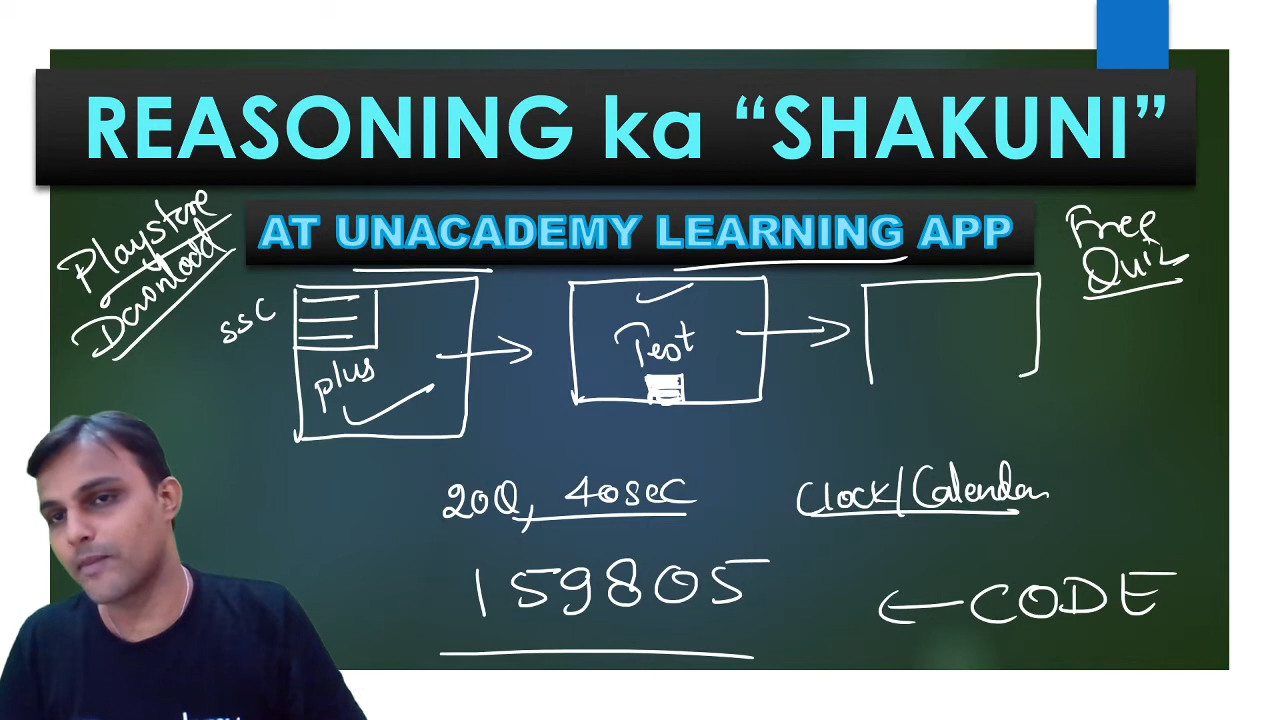 REASONING ka “SHAKUNI”
AT UNACADEMY LEARNING APP
Playstore
Download
Free
Quiz
SSC
plus
Test
20Q, 40sec
Clock/Calendar
159805
←CODE